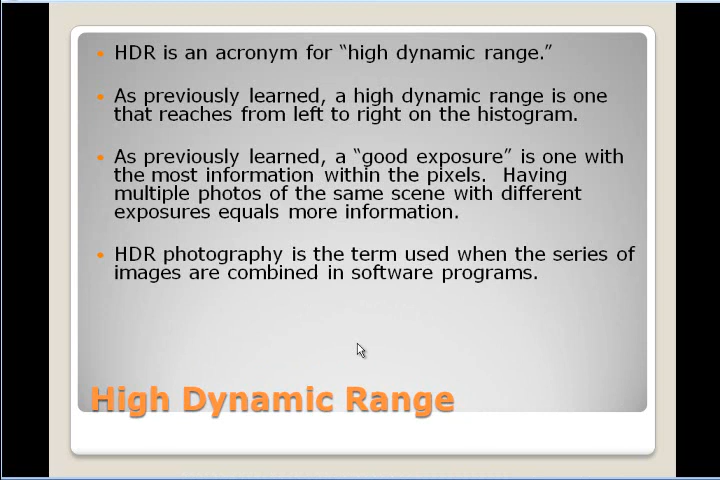 • HDR is an acronym for “high dynamic range.”
• As previously learned, a high dynamic range is one
that reaches from left to right on the histogram.
• As previously learned, a “good exposure” is one with
the most information within the pixels.  Having
multiple photos of the same scene with different
exposures equals more information.
• HDR photography is the term used when the series of
images are combined in software programs.
High Dynamic Range